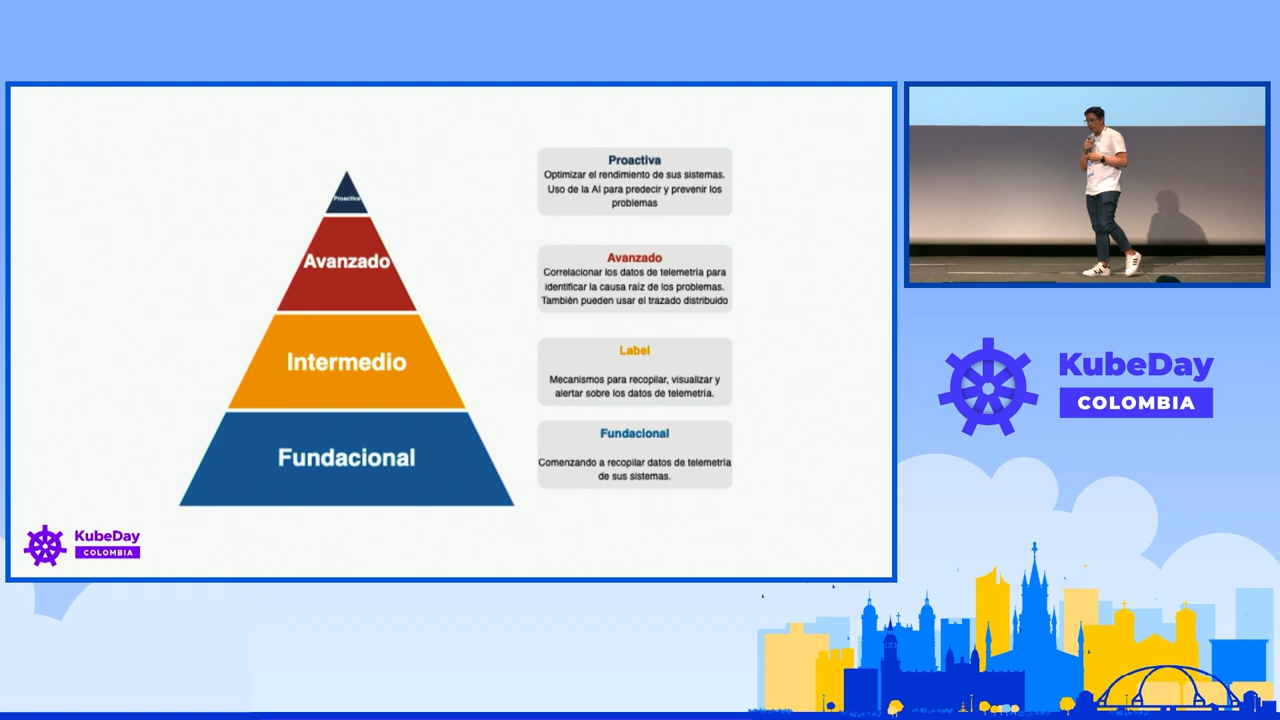 Proactiva
Avanzado
Intermedio
Fundacional
Proactiva
Optimizar el rendimiento de sus sistemas.
Uso de la AI para predecir y prevenir los
problemas
Avanzado
Correlacionar los datos de telemetría para
identificar la causa raíz de los problemas.
También pueden usar el trazado distribuido
Label
Mecanismos para recopilar, visualizar y
alertar sobre los datos de telemetría.
Fundacional
Comenzando a recopilar datos de telemetría
de sus sistemas.
KubeDay
COLOMBIA
KubeDay
COLOMBIA